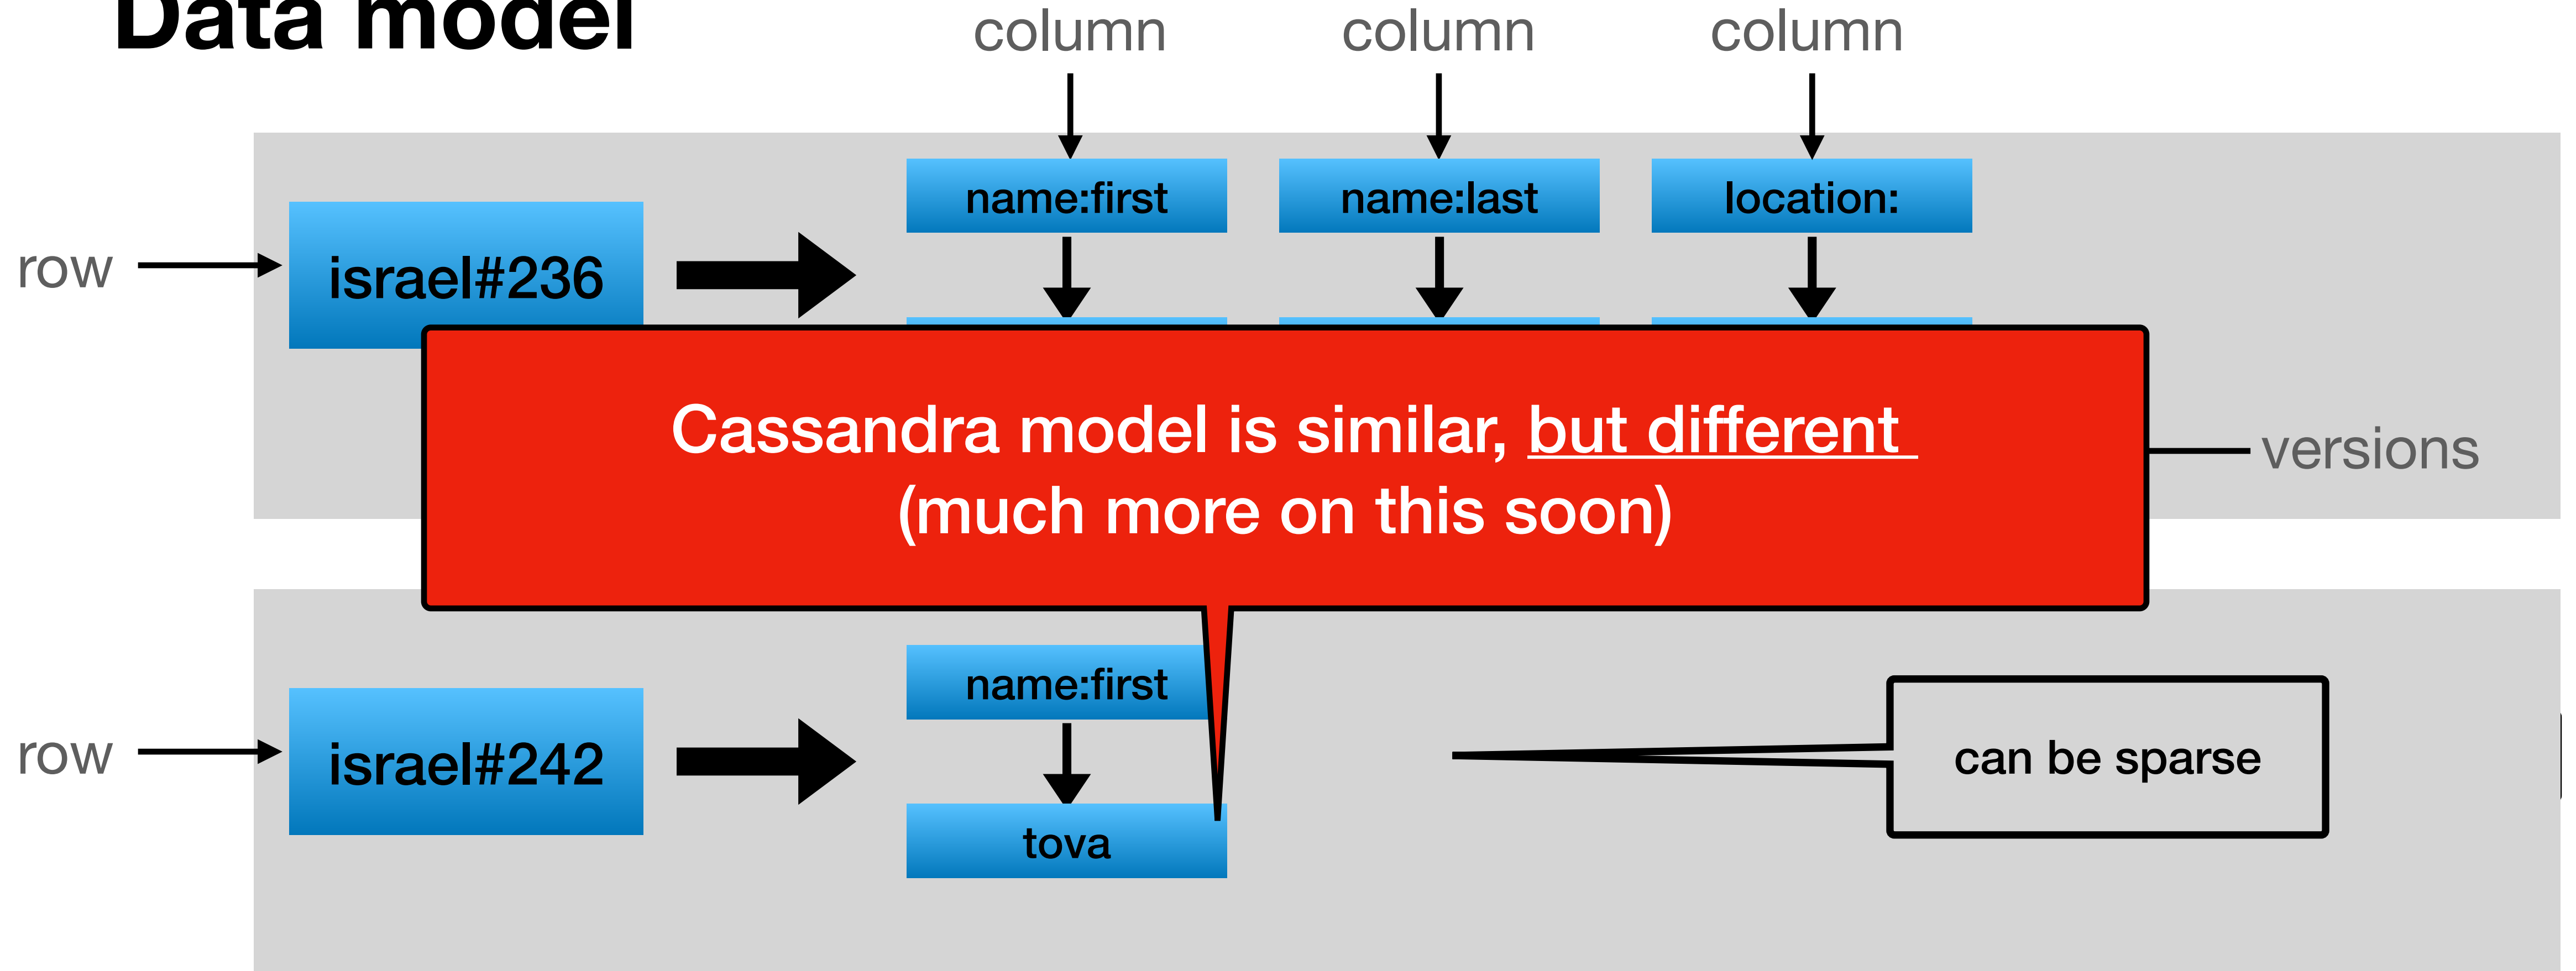 Data model
column column column
name:first name:last location:
row israel#236
Cassandra model is similar, but different
(much more on this soon)
versions
name:first
row israel#242
can be sparse
tova